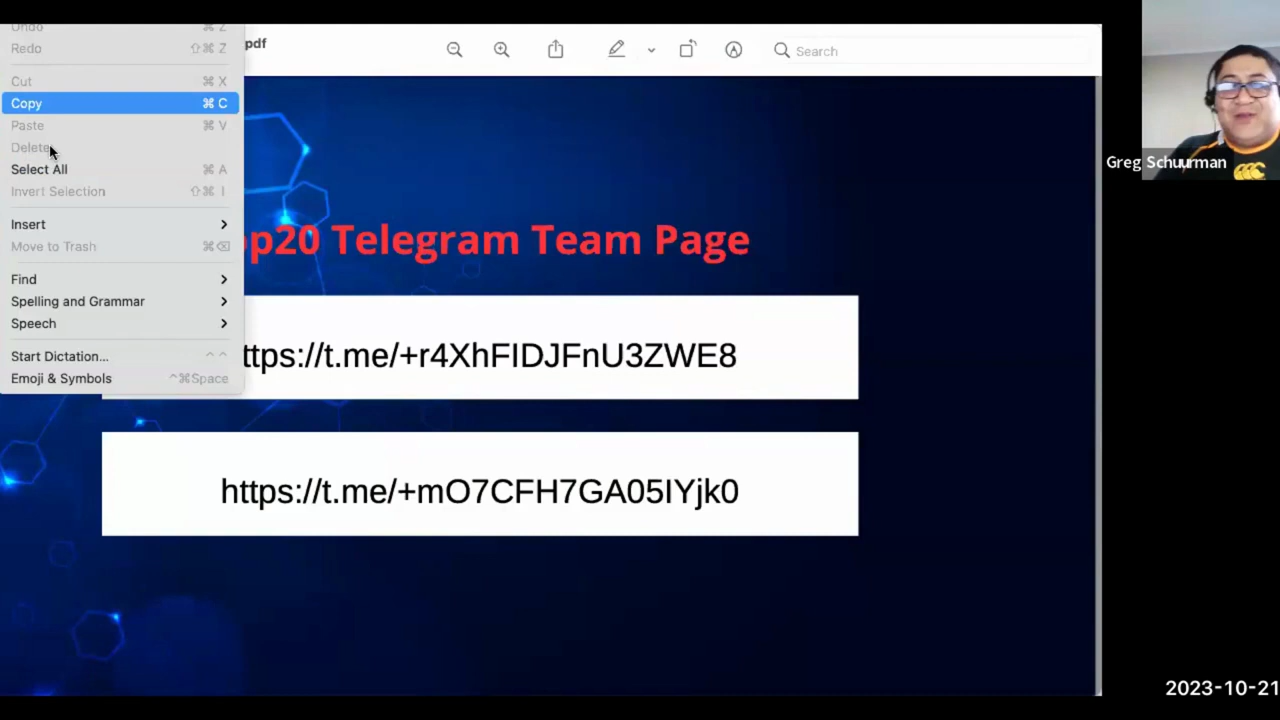 Undo ⌘ Z
pdf
Redo ⇧⌘ Z
Search
Cut ⌘ X
Copy ⌘ C
Paste ⌘ V
Delete
Select All ⌘ A
Invert Selection ⇧⌘ I
Insert
Move to Trash ⌘⌫
Find
Spelling and Grammar
Speech
Start Dictation...
Emoji & Symbols ^⌘Space
op20 Telegram Team Page
ttps://t.me/+r4XhFIDJFnU3ZWE8
https://t.me/+mO7CFH7GA05IYjk0
Greg Schuurman
2023-10-21